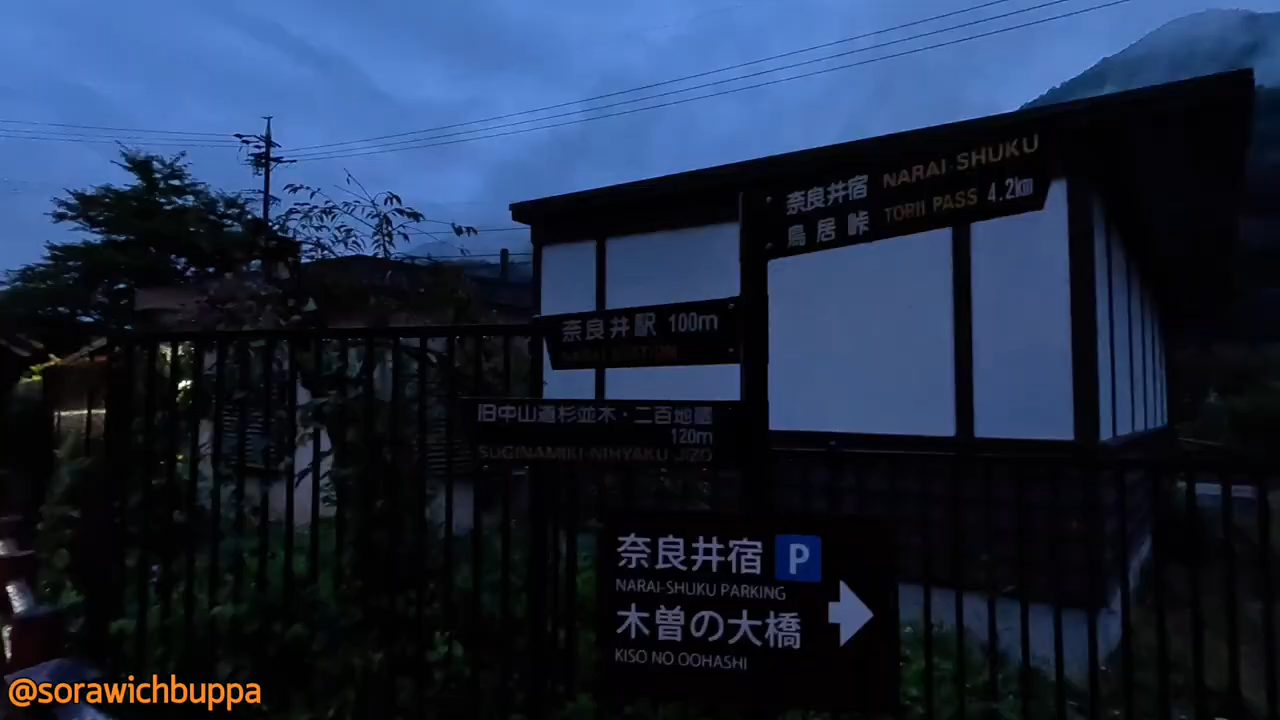 奈良井宿 NARAI-SHUKU
鳥居峠 TORII PASS 4.2km
奈良井駅 100m
NARAI STATION
旧中山道杉並木・二百地蔵
120m
SUGINAMIKI-NIHYAKU JIZO
奈良井宿 P
NARAI-SHUKU PARKING
木曽の大橋
KISO NO OOHASHI
@sorawichbuppa